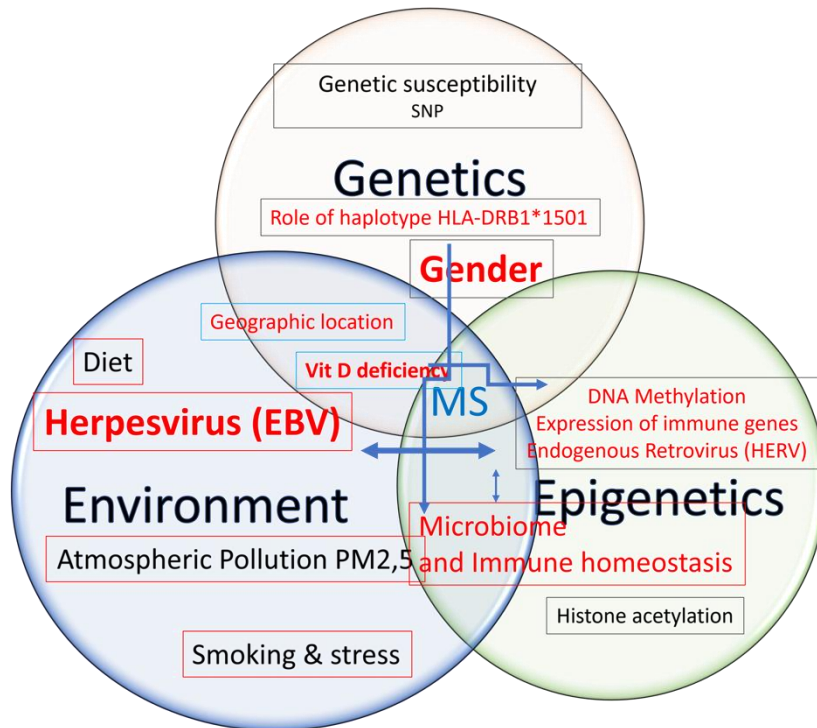 Genetic susceptibility
SNP
Genetics
Role of haplotype HLA-DRB1*1501
Gender
Geographic location
Diet
Vit D deficiency
MS
Herpesvirus (EBV)
DNA Methylation
Expression of immune genes
Endogenous Retrovirus (HERV)
Environment
Epigenetics
Microbiome
and Immune homeostasis
Atmospheric Pollution PM2,5
Histone acetylation
Smoking & stress